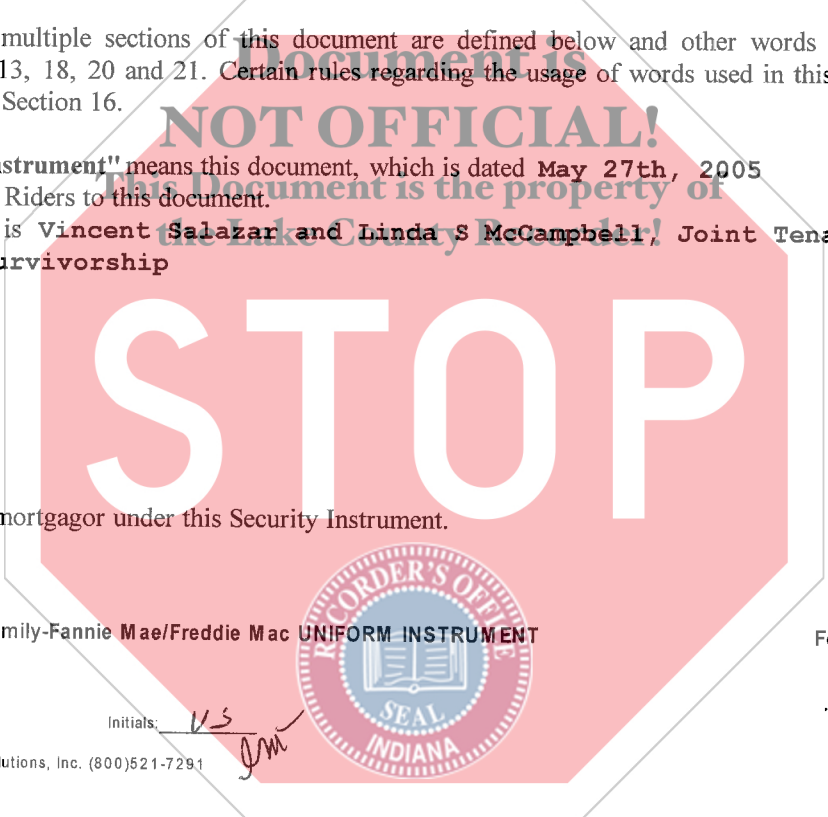 multiple sections of this document are defined below and other words
13, 18, 20 and 21. Certain rules regarding the usage of words used in this
Section 16.
Document is
NOT OFFICIAL!
This Document is the property of
the Lake County Recorder!
strument" means this document, which is dated May 27th, 2005
Riders to this document.
is Vincent Salazar and Linda S McCampbell, Joint Tena
urvivorship
STOP
mortgagor under this Security Instrument.
RECORDER'S OFFICE
SEAL
INDIANA
mily-Fannie Mae/Freddie Mac UNIFORM INSTRUMENT
Initials: VS
LSM
lutions, Inc. (800)521-7291